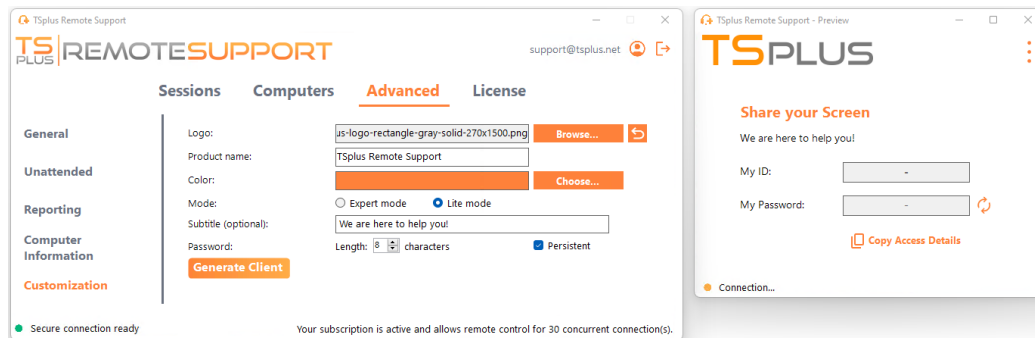 TSplus Remote Support
TS PLUS REMOTESUPPORT
support@tsplus.net
Sessions Computers Advanced License
General
Unattended
Reporting
Computer Information
Customization
Logo: us-logo-rectangle-gray-solid-270x1500.png Browse...
Product name: TSplus Remote Support
Color: Choose...
Mode: Expert mode Lite mode
Subtitle (optional): We are here to help you!
Password: Length: 8 characters Persistent
Generate Client
Secure connection ready
Your subscription is active and allows remote control for 30 concurrent connection(s).
TSplus Remote Support - Preview
TSPLUS
Share your Screen
We are here to help you!
My ID: -
My Password: -
Copy Access Details
Connection...